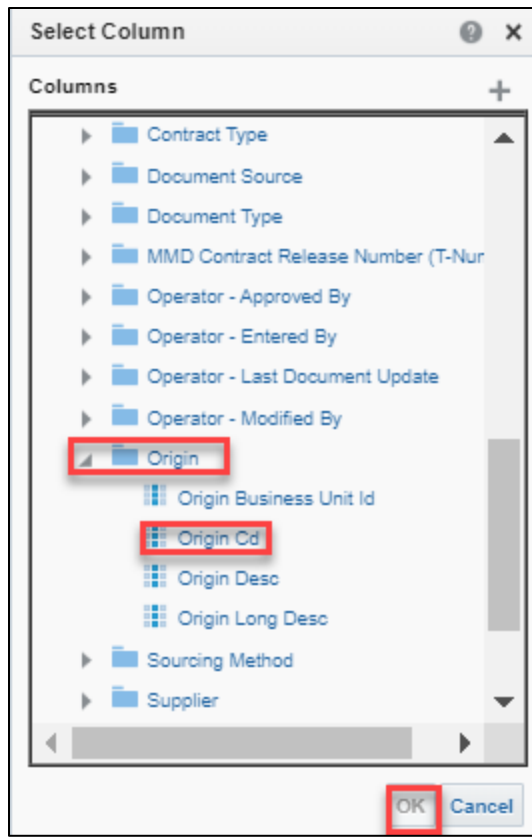 Select Column
Columns
Contract Type
Document Source
Document Type
MMD Contract Release Number (T-Nur
Operator - Approved By
Operator - Entered By
Operator - Last Document Update
Operator - Modified By
Origin
Origin Business Unit Id
Origin Cd
Origin Desc
Origin Long Desc
Sourcing Method
Supplier
OK Cancel